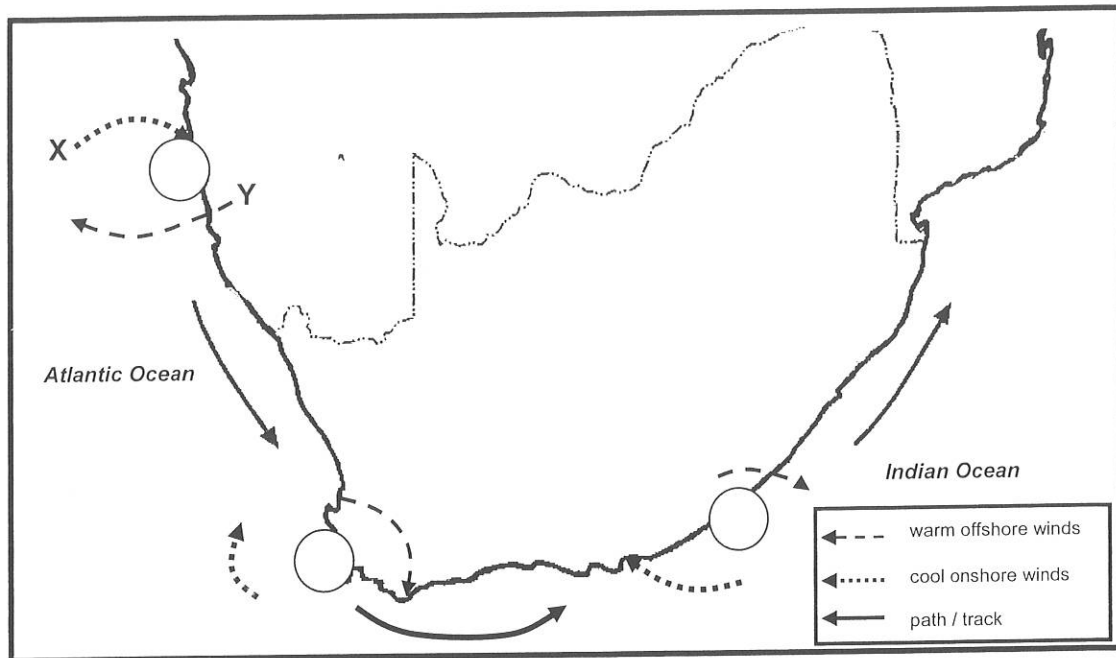 X
Y
Atlantic Ocean
Indian Ocean
warm offshore winds
cool onshore winds
path / track